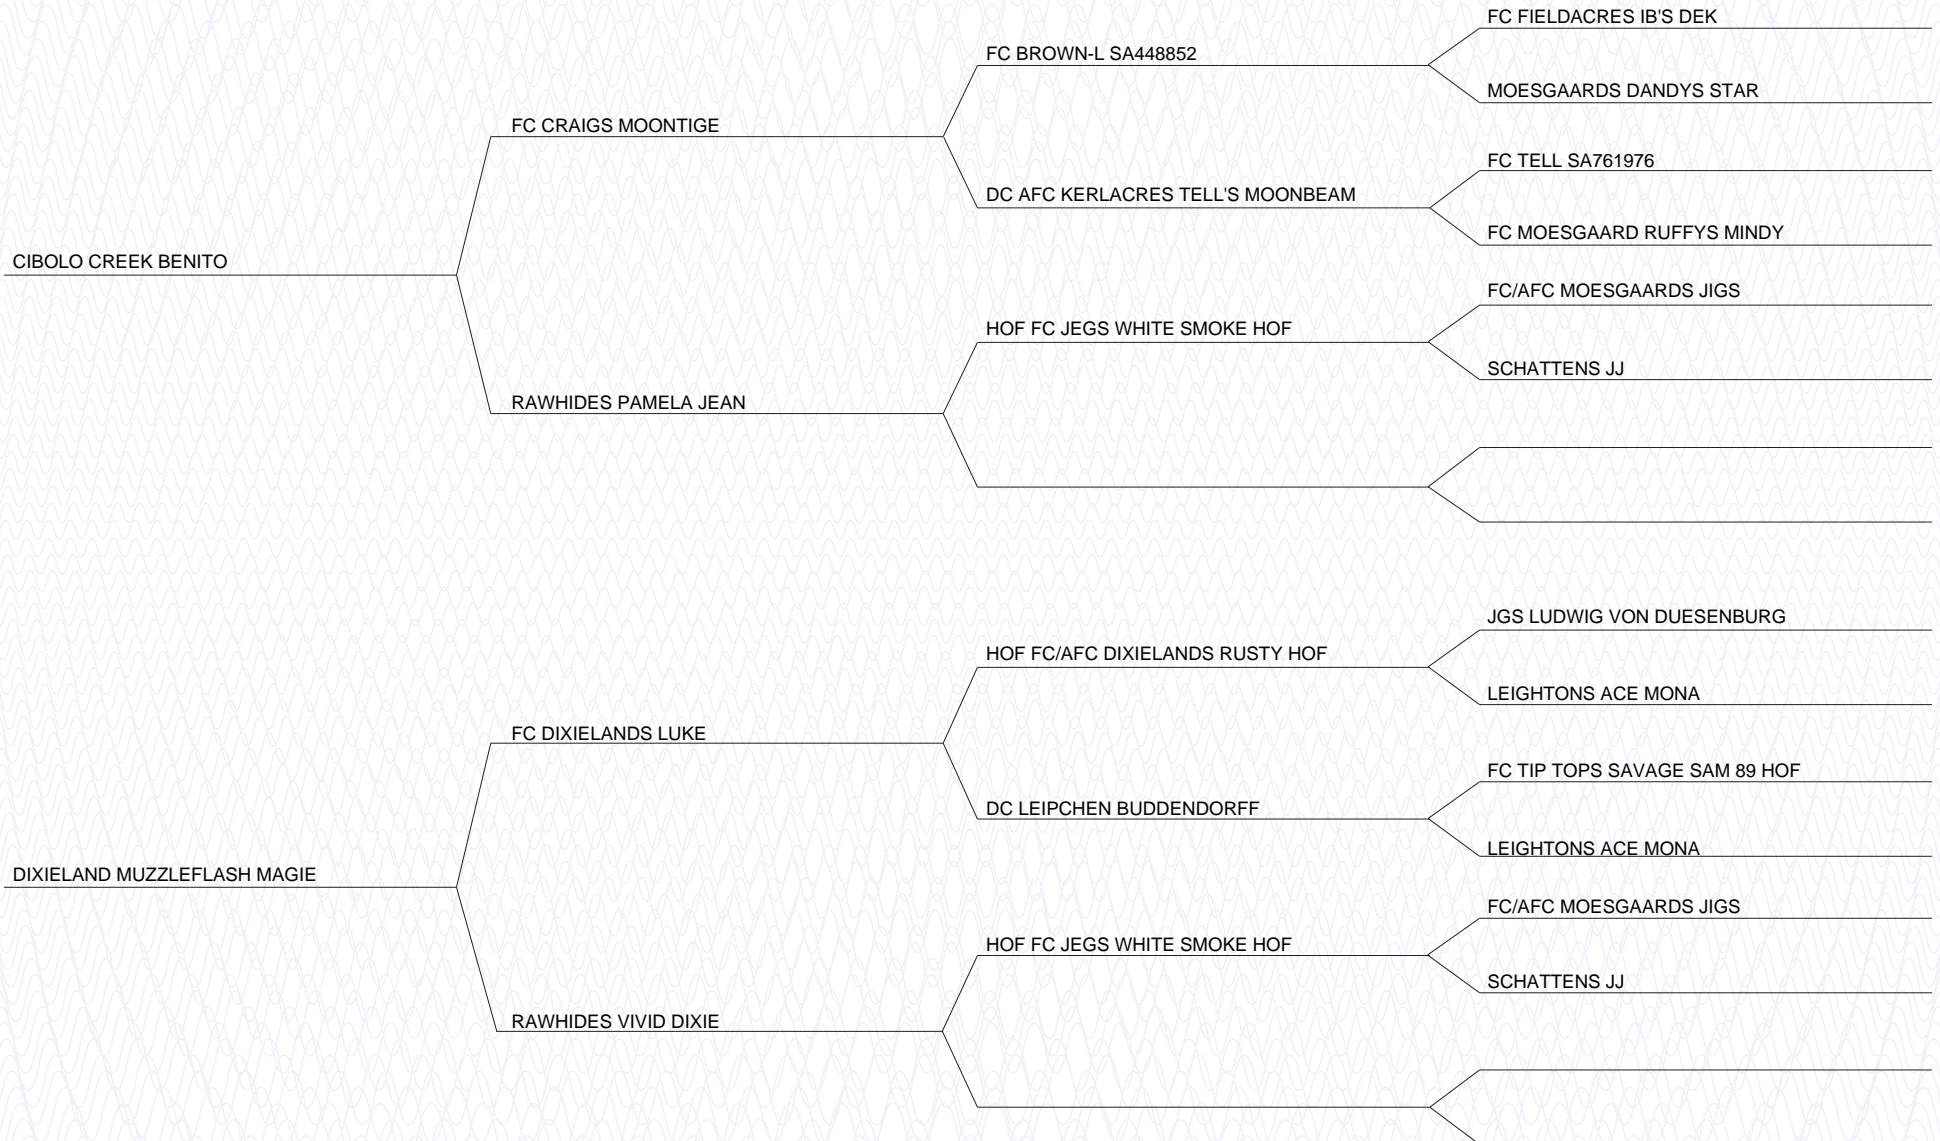 FC FIELDACRES IB'S DEK
FC BROWN-L SA448852
MOESGAARDS DANDYS STAR
FC CRAIGS MOONTIGE
FC TELL SA761976
DC AFC KERLACRES TELL'S MOONBEAM
FC MOESGAARD RUFFYS MINDY
CIBOLO CREEK BENITO
FC/AFC MOESGAARDS JIGS
HOF FC JEGS WHITE SMOKE HOF
SCHATTENS JJ
RAWHIDES PAMELA JEAN
JGS LUDWIG VON DUESENBURG
HOF FC/AFC DIXIELANDS RUSTY HOF
LEIGHTONS ACE MONA
FC DIXIELANDS LUKE
FC TIP TOPS SAVAGE SAM 89 HOF
DC LEIPCHEN BUDDENDORFF
LEIGHTONS ACE MONA
DIXIELAND MUZZLEFLASH MAGIE
FC/AFC MOESGAARDS JIGS
HOF FC JEGS WHITE SMOKE HOF
SCHATTENS JJ
RAWHIDES VIVID DIXIE